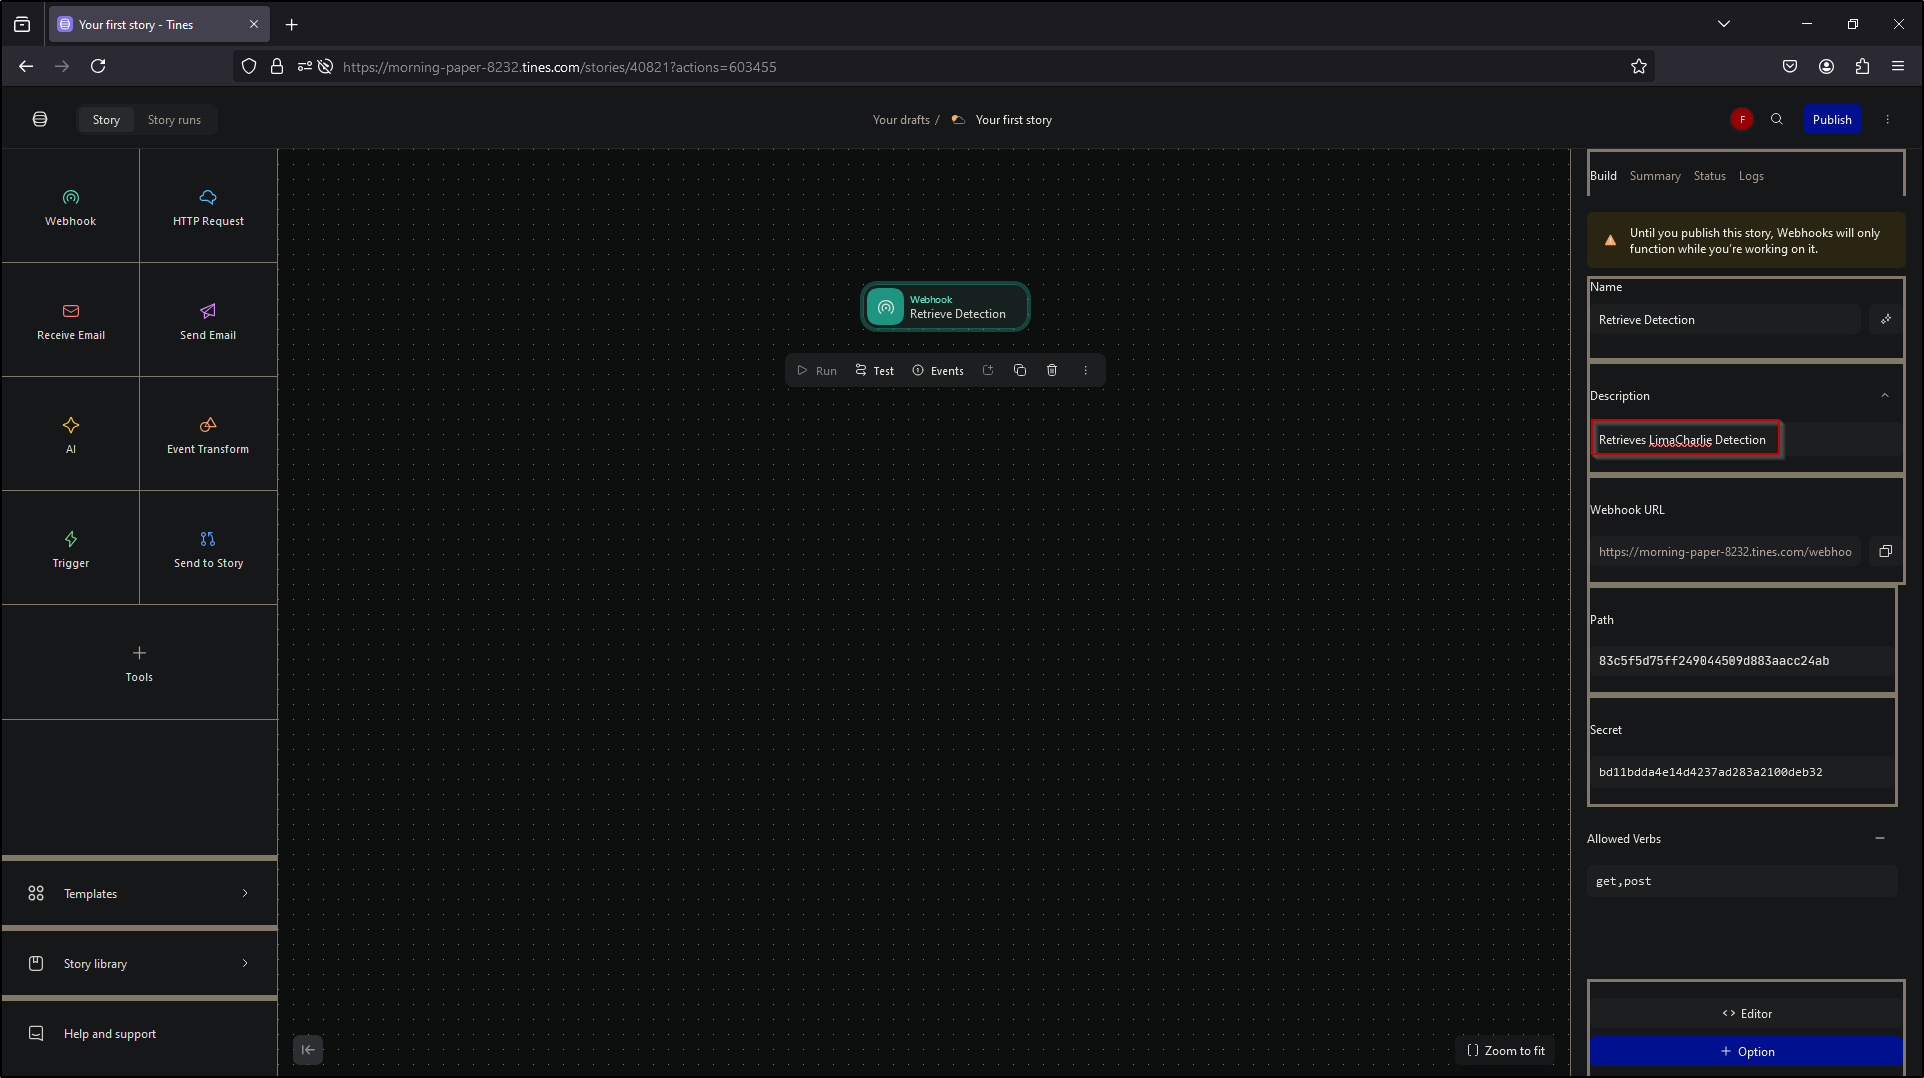 Your first story - Tines
https://morning-paper-8232.tines.com/stories/40821?actions=603455
Story
Story runs
Your drafts /
Your first story
F
Publish
Webhook
HTTP Request
Receive Email
Send Email
AI
Event Transform
Trigger
Send to Story
Tools
Templates
Story library
Help and support
Webhook
Retrieve Detection
Run
Test
Events
Zoom to fit
Build
Summary
Status
Logs
Until you publish this story, Webhooks will only
function while you're working on it.
Name
Retrieve Detection
Description
Retrieves LimaCharlie Detection
Webhook URL
https://morning-paper-8232.tines.com/webhoo
Path
83c5f5d75ff249044509d883aacc24ab
Secret
bd11bdda4e14d4237ad283a2100deb32
Allowed Verbs
get,post
<> Editor
+ Option